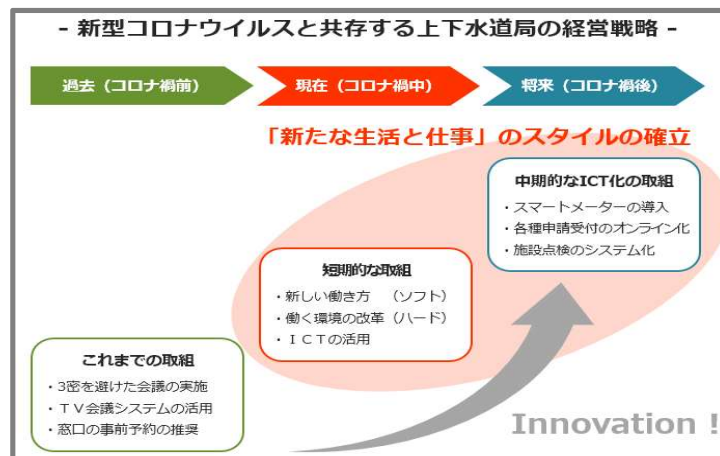 - 新型コロナウイルスと共存する上下水道局の経営戦略 -
過去（コロナ禍前）
現在（コロナ禍中）
将来（コロナ禍後）
「新たな生活と仕事」のスタイルの確立
中期的なICT化の取組
・スマートメーターの導入
・各種申請受付のオンライン化
・施設点検のシステム化
短期的な取組
・新しい働き方　（ソフト）
・働く環境の改革（ハード）
・ＩＣＴの活用
これまでの取組
・3密を避けた会議の実施
・ＴＶ会議システムの活用
・窓口の事前予約の推奨
Innovation !